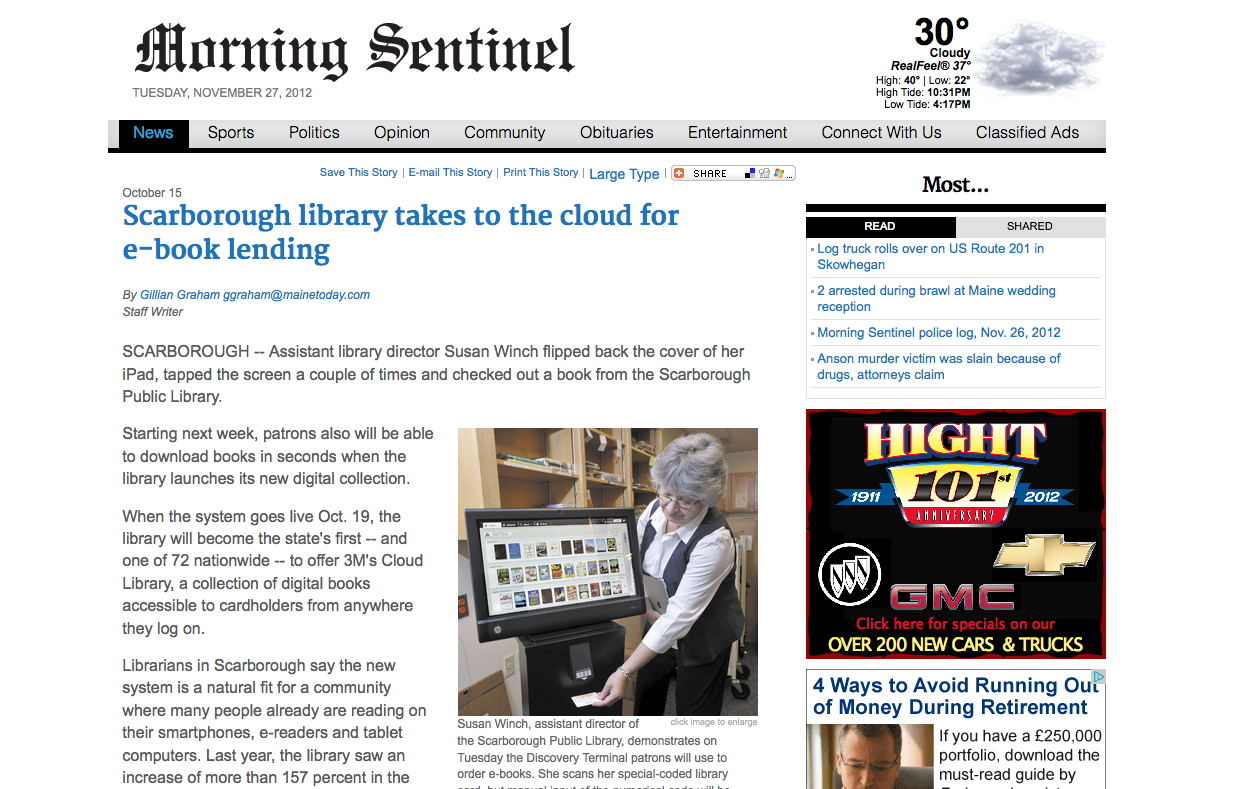 Morning Sentinel
TUESDAY, NOVEMBER 27, 2012
30°
Cloudy
RealFeel® 37°
High: 40° | Low: 22°
High Tide: 10:31PM
Low Tide: 4:17PM
News Sports Politics Opinion Community Obituaries Entertainment Connect With Us Classified Ads
Save This Story | E-mail This Story | Print This Story | Large Type | SHARE ...
October 15
Scarborough library takes to the cloud for
e-book lending
By Gillian Graham ggraham@mainetoday.com
Staff Writer
SCARBOROUGH -- Assistant library director Susan Winch flipped back the cover of her
iPad, tapped the screen a couple of times and checked out a book from the Scarborough
Public Library.
Starting next week, patrons also will be able
to download books in seconds when the
library launches its new digital collection.
When the system goes live Oct. 19, the
library will become the state's first -- and
one of 72 nationwide -- to offer 3M's Cloud
Library, a collection of digital books
accessible to cardholders from anywhere
they log on.
Librarians in Scarborough say the new
system is a natural fit for a community
where many people already are reading on
their smartphones, e-readers and tablet
computers. Last year, the library saw an
increase of more than 157 percent in the
click image to enlarge
Susan Winch, assistant director of
the Scarborough Public Library, demonstrates on
Tuesday the Discovery Terminal patrons will use to
order e-books. She scans her special-coded library
card, but manual input of the numerical code will be
Most...
READ SHARED
Log truck rolls over on US Route 201 in
Skowhegan
2 arrested during brawl at Maine wedding
reception
Morning Sentinel police log, Nov. 26, 2012
Anson murder victim was slain because of
drugs, attorneys claim
HIGHT
1911 101st 2012
ANNIVERSARY
GMC
Click here for specials on our
OVER 200 NEW CARS & TRUCKS
4 Ways to Avoid Running Out
of Money During Retirement
If you have a £250,000
portfolio, download the
must-read guide by